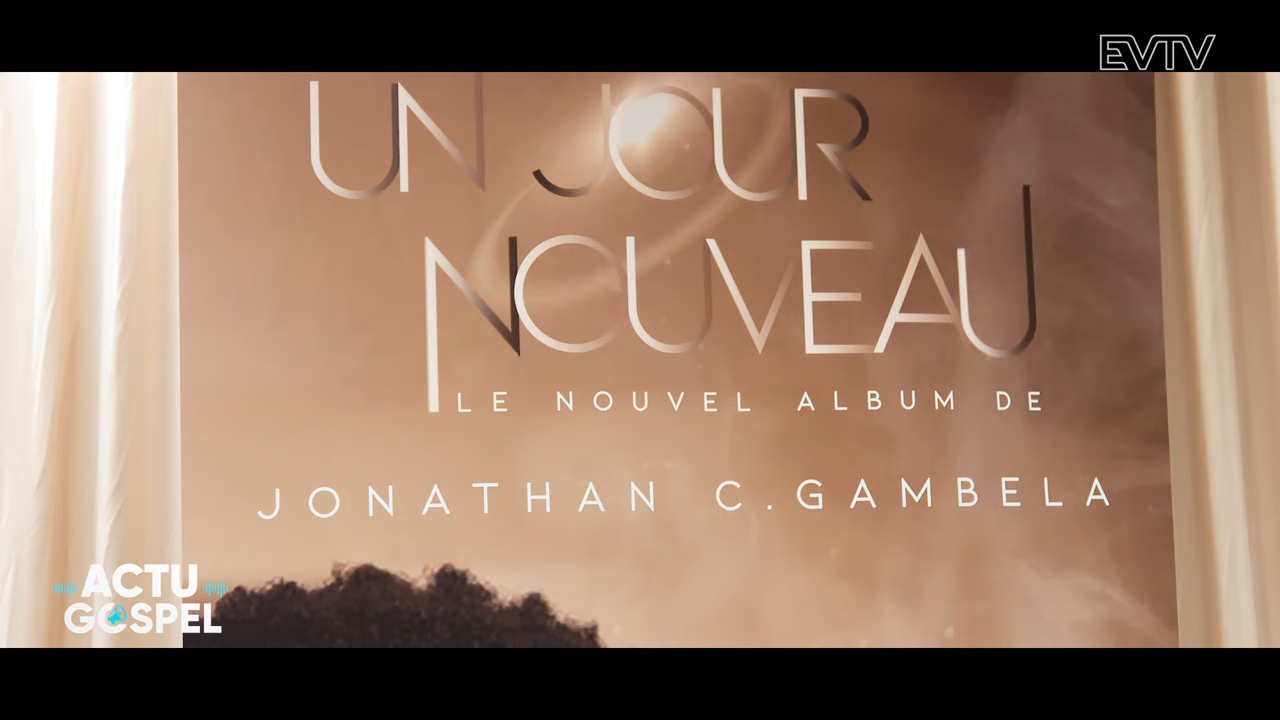 EVTV
UN JOUR
NOUVEAU
LE NOUVEL ALBUM DE
JONATHAN C. GAMBELA
ACTU
GOSPEL